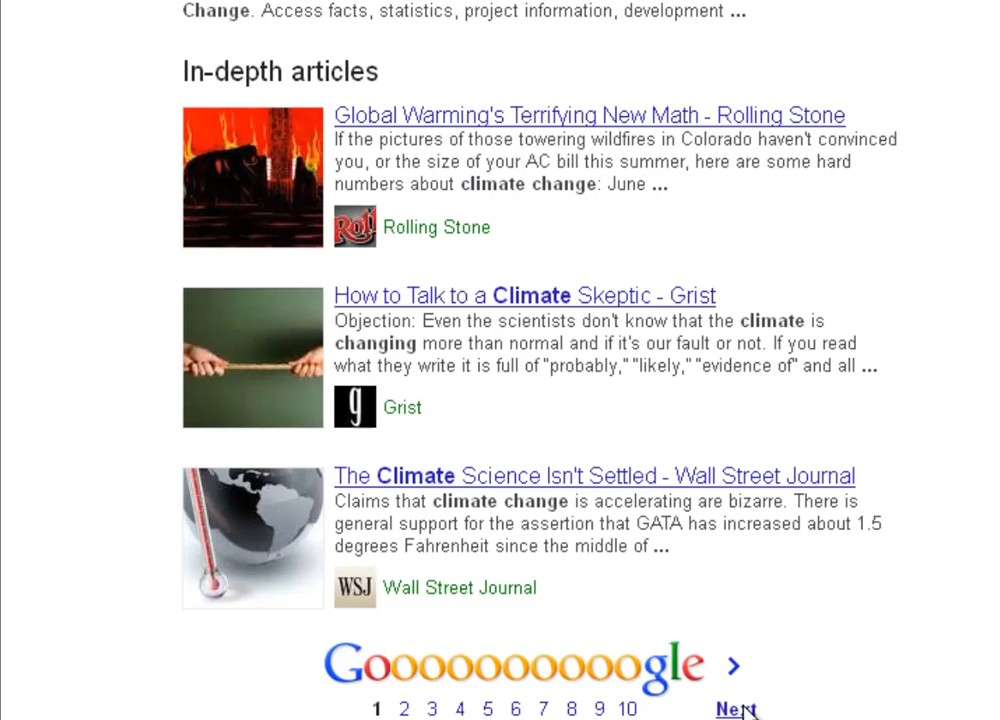 Change. Access facts, statistics, project information, development ...
In-depth articles
Global Warming's Terrifying New Math - Rolling Stone
If the pictures of those towering wildfires in Colorado haven't convinced
you, or the size of your AC bill this summer, here are some hard
numbers about climate change: June ...
Roll
Rolling Stone
How to Talk to a Climate Skeptic - Grist
Objection: Even the scientists don't know that the climate is
changing more than normal and if it's our fault or not. If you read
what they write it is full of "probably," "likely," "evidence of" and all ...
g
Grist
The Climate Science Isn't Settled - Wall Street Journal
Claims that climate change is accelerating are bizarre. There is
general support for the assertion that GATA has increased about 1.5
degrees Fahrenheit since the middle of ...
WSJ
Wall Street Journal
Goooooooooogle >
1 2 3 4 5 6 7 8 9 10 Next